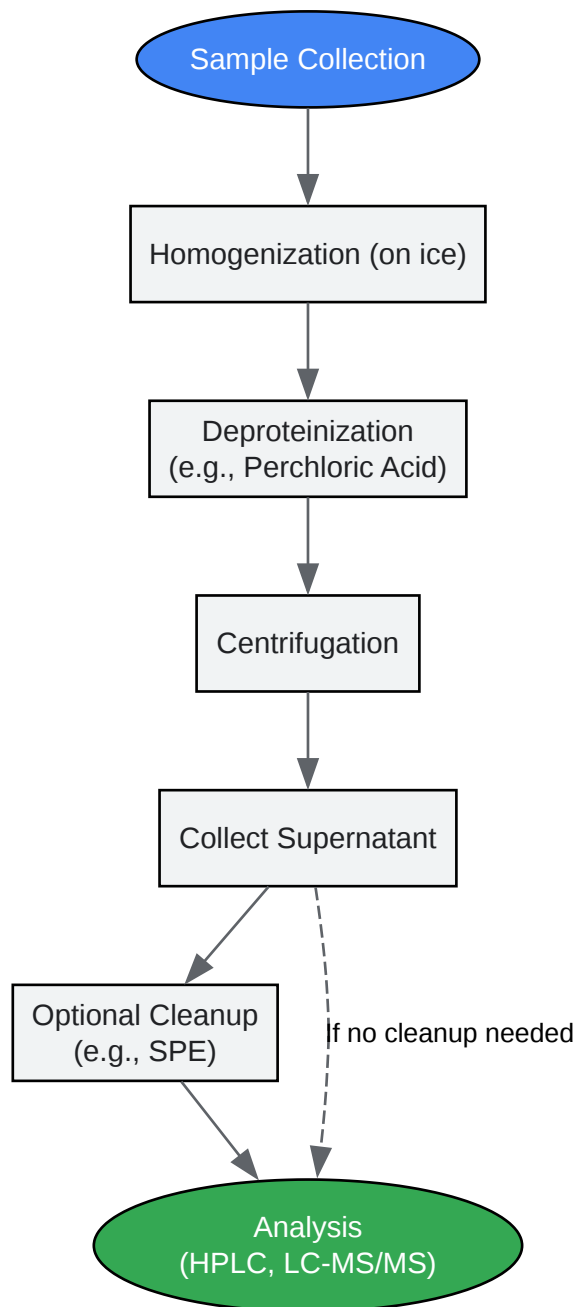 Sample Collection
Homogenization (on ice)
Deproteinization
(e.g., Perchloric Acid)
Centrifugation
Collect Supernatant
Optional Cleanup
(e.g., SPE)
If no cleanup needed
Analysis
(HPLC, LC-MS/MS)